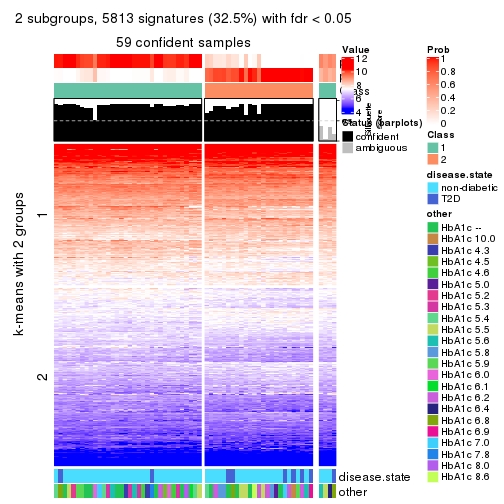 2 subgroups, 5813 signatures (32.5%) with fdr < 0.05
59 confident samples
k-means with 2 groups
1
2
disease.state
other
Value
12
10
8
6
4
Status (barplots)
confident
ambiguous
Silhouette
score
Prob
1
0.8
0.6
0.4
0.2
0
Class
1
2
disease.state
non-diabetic
T2D
other
HbA1c --
HbA1c 10.0
HbA1c 4.3
HbA1c 4.5
HbA1c 4.6
HbA1c 5.0
HbA1c 5.2
HbA1c 5.3
HbA1c 5.4
HbA1c 5.5
HbA1c 5.6
HbA1c 5.8
HbA1c 5.9
HbA1c 6.0
HbA1c 6.1
HbA1c 6.2
HbA1c 6.4
HbA1c 6.8
HbA1c 6.9
HbA1c 7.0
HbA1c 7.8
HbA1c 8.0
HbA1c 8.6